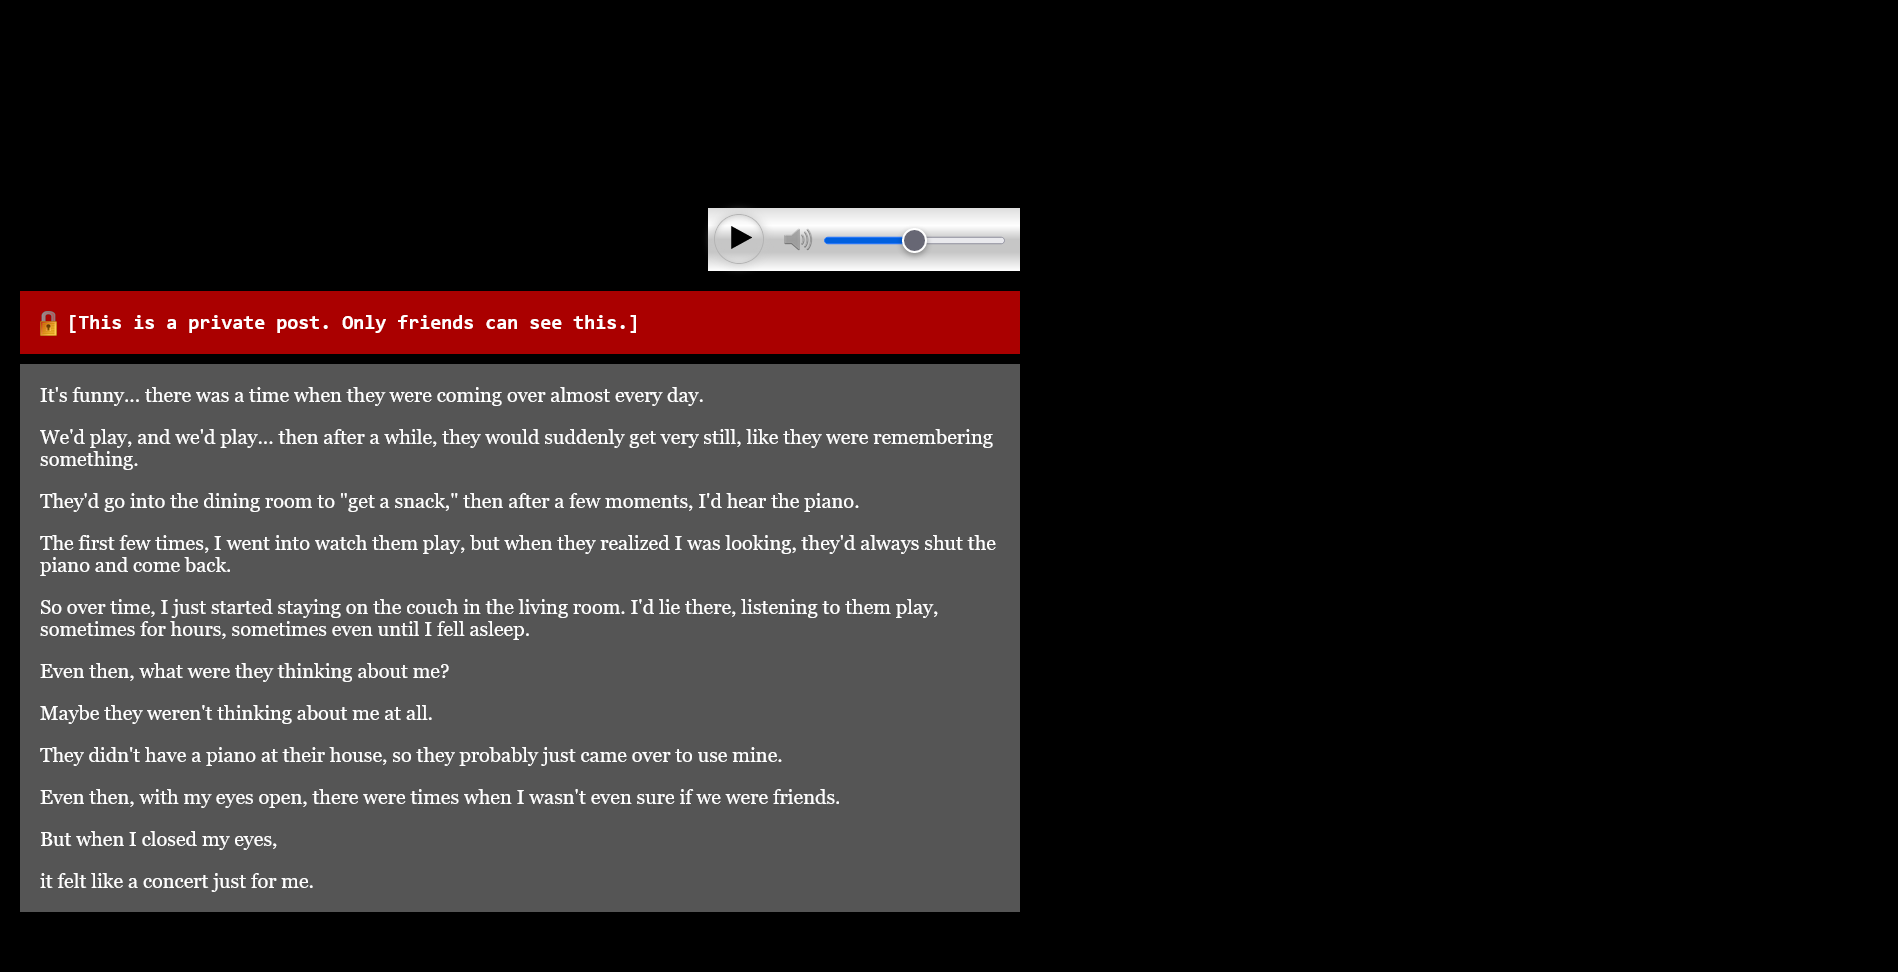 [This is a private post. Only friends can see this.]
It's funny... there was a time when they were coming over almost every day.
We'd play, and we'd play... then after a while, they would suddenly get very still, like they were remembering
something.
They'd go into the dining room to "get a snack," then after a few moments, I'd hear the piano.
The first few times, I went into watch them play, but when they realized I was looking, they'd always shut the
piano and come back.
So over time, I just started staying on the couch in the living room. I'd lie there, listening to them play,
sometimes for hours, sometimes even until I fell asleep.
Even then, what were they thinking about me?
Maybe they weren't thinking about me at all.
They didn't have a piano at their house, so they probably just came over to use mine.
Even then, with my eyes open, there were times when I wasn't even sure if we were friends.
But when I closed my eyes,
it felt like a concert just for me.